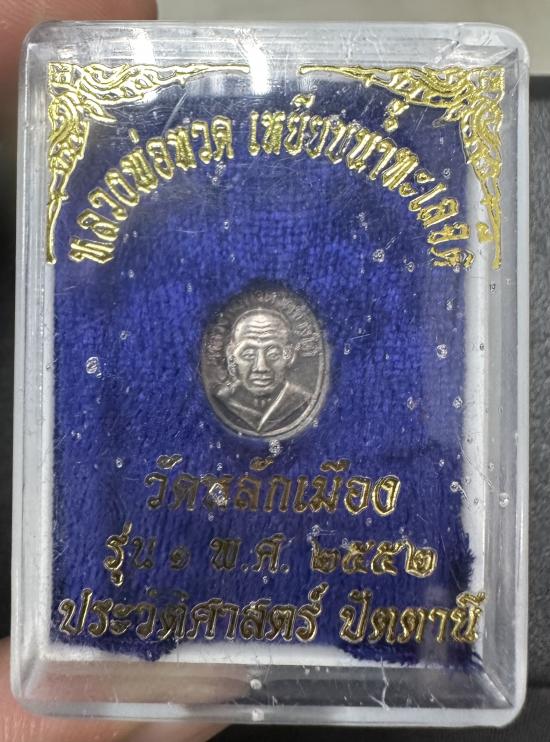 หลวงพ่อทวด เหยียบน้ำทะเลจืด
วัดหลักเมือง
รุ่น ๑ พ.ศ. ๒๕๕๒
ประวัติศาสตร์ ปัตตานี